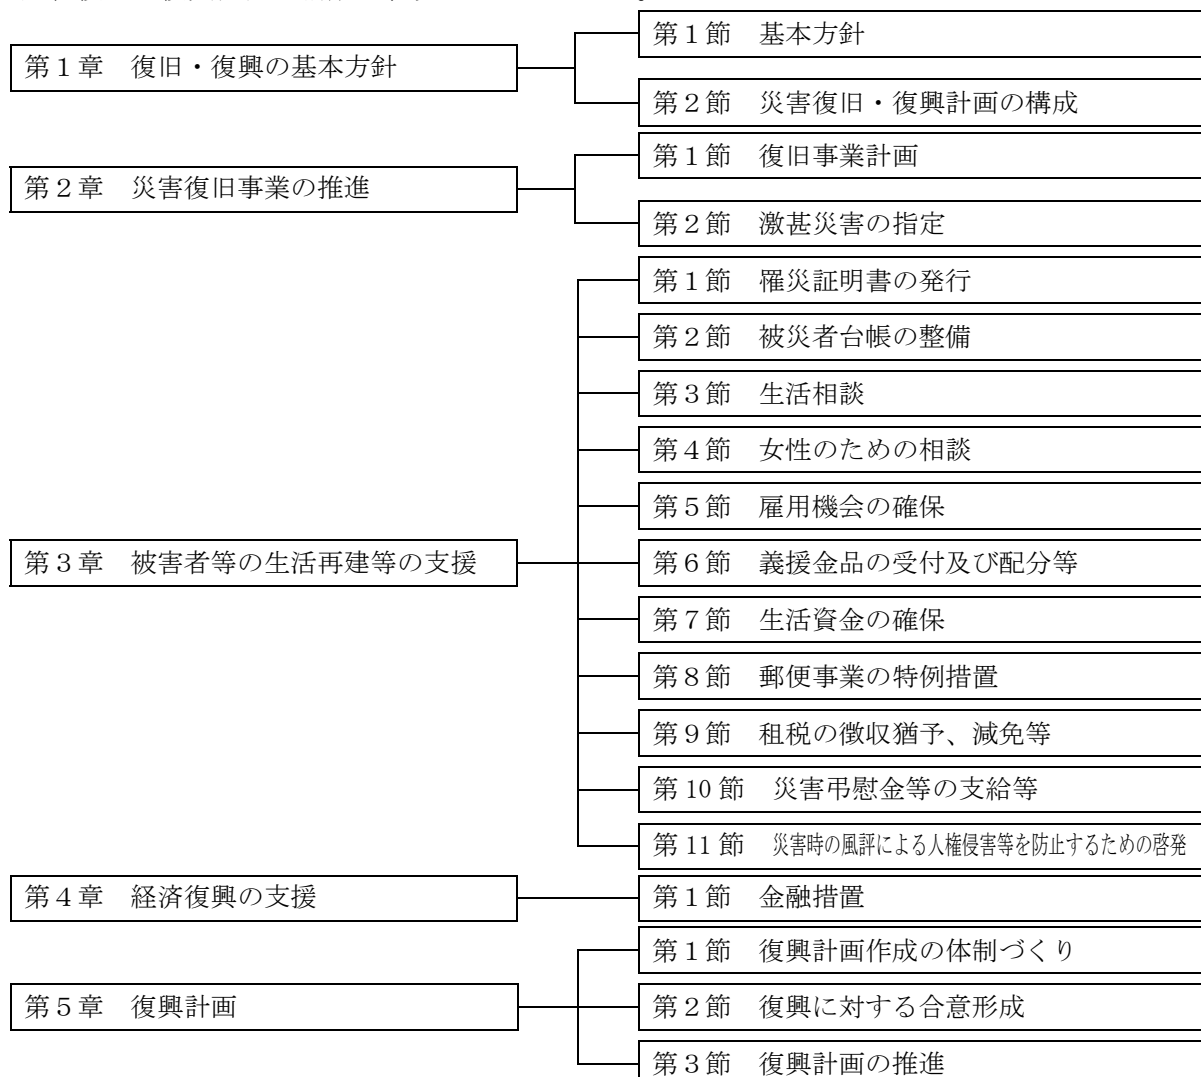 第１章　復旧・復興の基本方針
第１節　基本方針
第２節　災害復旧・復興計画の構成
第２章　災害復旧事業の推進
第１節　復旧事業計画
第２節　激甚災害の指定
第３章　被害者等の生活再建等の支援
第１節　罹災証明書の発行
第２節　被災者台帳の整備
第３節　生活相談
第４節　女性のための相談
第５節　雇用機会の確保
第６節　義援金品の受付及び配分等
第７節　生活資金の確保
第８節　郵便事業の特例措置
第９節　租税の徴収猶予、減免等
第 10 節　災害弔慰金等の支給等
第 11 節　災害時の風評による人権侵害等を防止するための啓発
第４章　経済復興の支援
第１節　金融措置
第５章　復興計画
第１節　復興計画作成の体制づくり
第２節　復興に対する合意形成
第３節　復興計画の推進